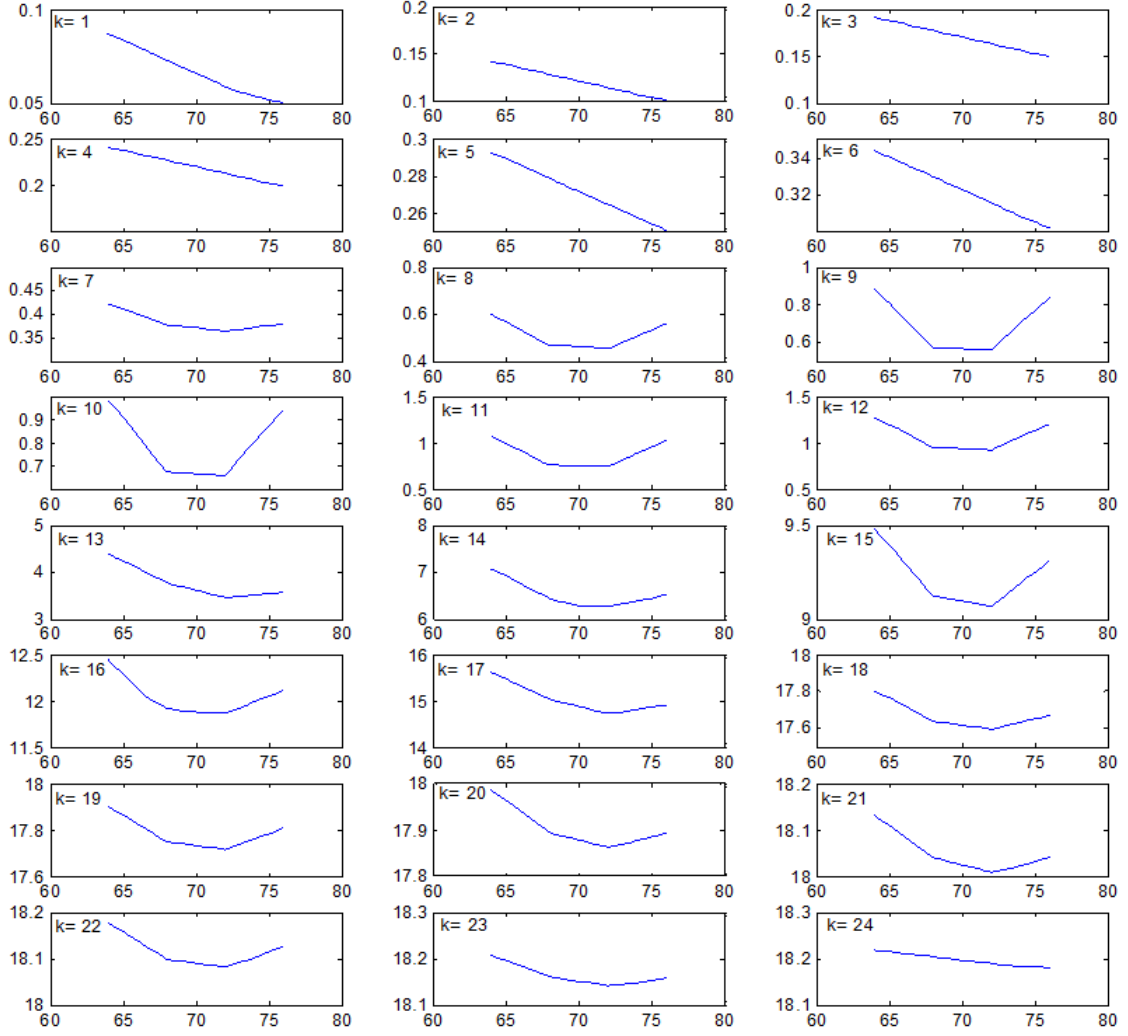 0.1
k= 1
0.05
60 65 70 75 80
0.2
k= 2
0.15
0.1
60 65 70 75 80
0.2
k= 3
0.15
0.1
60 65 70 75 80
0.25
k= 4
0.2
60 65 70 75 80
0.3
k= 5
0.28
0.26
60 65 70 75 80
k= 6
0.34
0.32
60 65 70 75 80
k= 7
0.45
0.4
0.35
60 65 70 75 80
0.8
k= 8
0.6
0.4
60 65 70 75 80
1
k= 9
0.8
0.6
60 65 70 75 80
k= 10
0.9
0.8
0.7
60 65 70 75 80
1.5
k= 11
1
0.5
60 65 70 75 80
1.5
k= 12
1
0.5
60 65 70 75 80
5
k= 13
4
3
60 65 70 75 80
8
k= 14
7
6
60 65 70 75 80
9.5
k= 15
9
60 65 70 75 80
12.5
k= 16
12
11.5
60 65 70 75 80
16
k= 17
15
14
60 65 70 75 80
18
k= 18
17.8
17.6
60 65 70 75 80
18
k= 19
17.8
17.6
60 65 70 75 80
18
k= 20
17.9
17.8
60 65 70 75 80
18.2
k= 21
18.1
18
60 65 70 75 80
18.2
k= 22
18.1
18
60 65 70 75 80
18.3
k= 23
18.2
18.1
60 65 70 75 80
18.3
k= 24
18.2
18.1
60 65 70 75 80